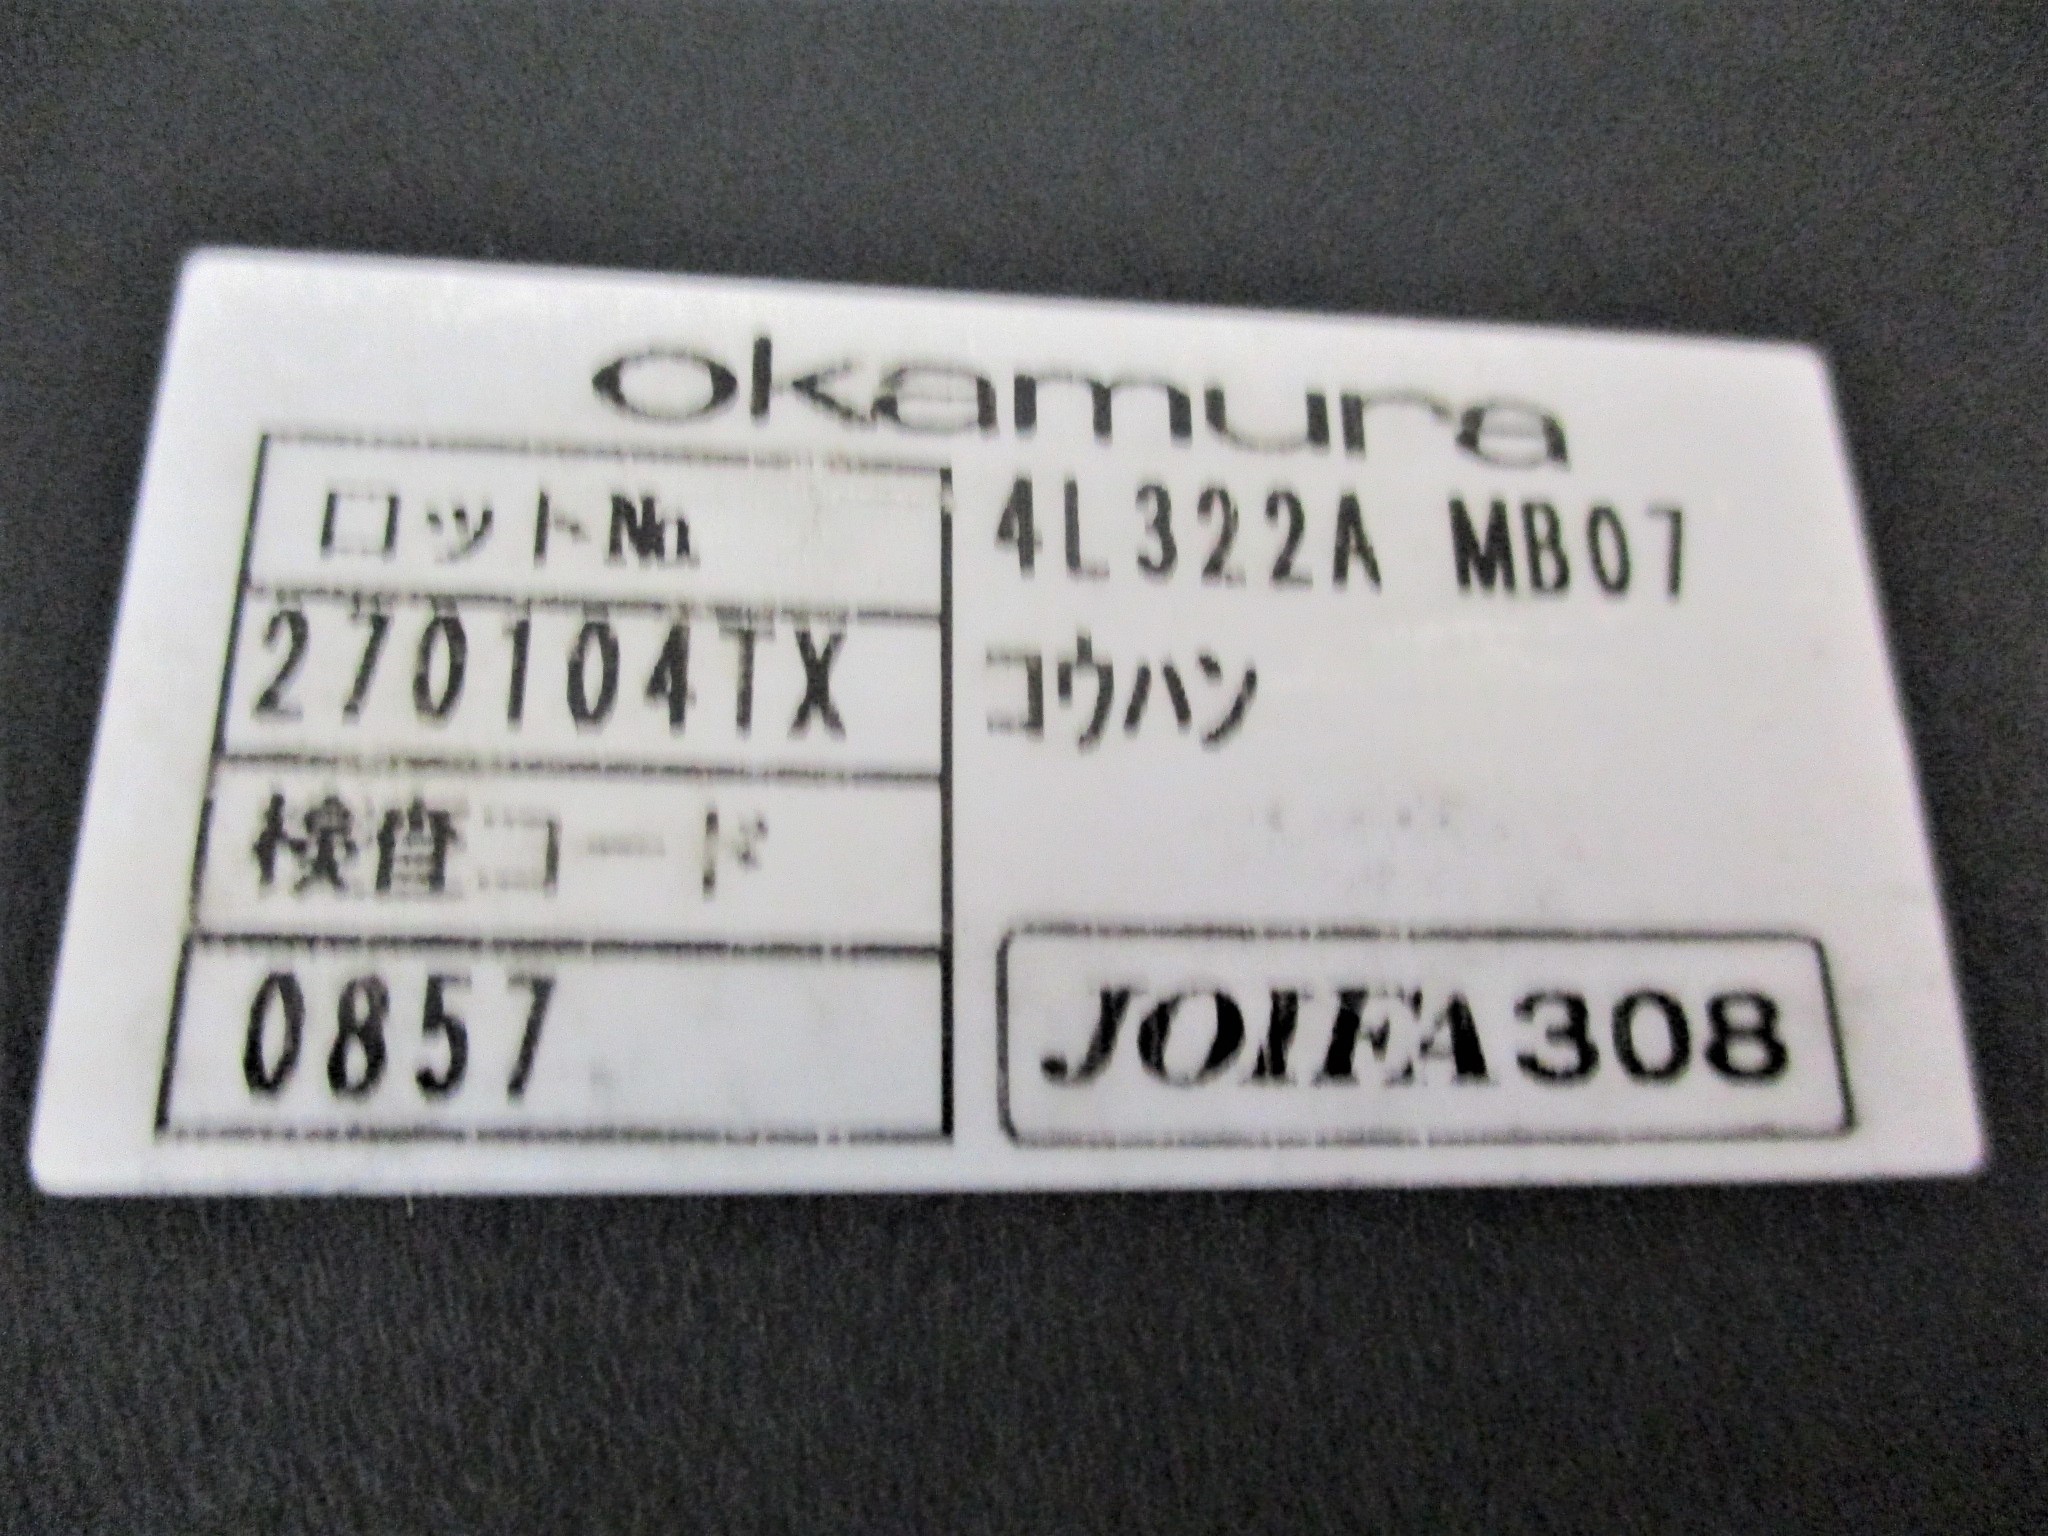 okamura
ロット№
270104TX
検査コード
0857
4L322A MB07
コウハン
JOIFA308